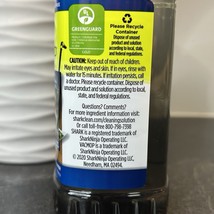 GREENGUARD
GOLD
Please Recycle
Container
Dispose of unused
product and solution
according to local, state,
and federal regulations.
CAUTION: Keep out of reach of children.
May irritate eyes and skin. If in eyes, rinse with
water for 15 minutes. If irritation persists, call
a doctor. Please recycle container. Dispose of
unused product and solution according to local,
state, and federal regulations.
Questions? Comments?
For more ingredient information visit:
sharkclean.com/cleaningsolution
Or call toll-free 800-798-7398
SHARK is a registered trademark of
SharkNinja Operating LLC.
VACMOP is a trademark of
SharkNinja Operating LLC.
© 2020 SharkNinja Operating LLC,
Needham, MA 02494.